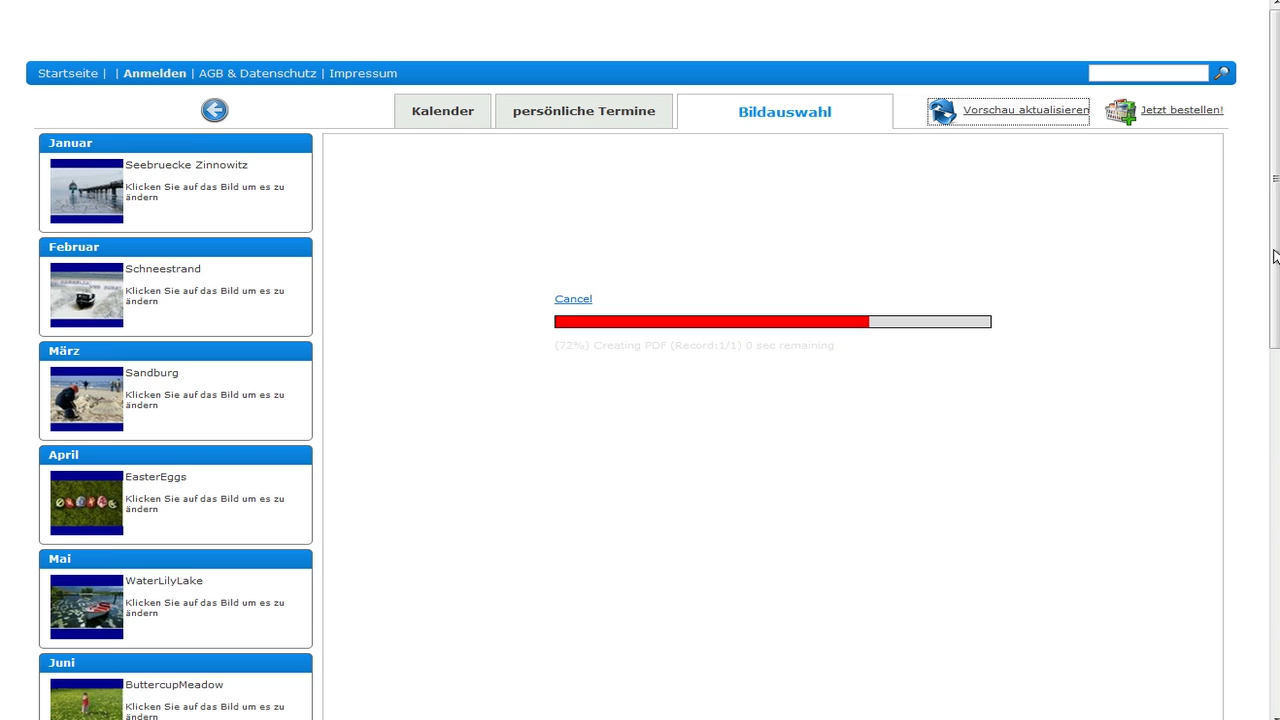 Startseite | | Anmelden | AGB & Datenschutz | Impressum
Kalender persönliche Termine Bildauswahl Vorschau aktualisieren Jetzt bestellen!
Januar
Seebruecke Zinnowitz
Klicken Sie auf das Bild um es zu
ändern
Februar
Schneestrand
Klicken Sie auf das Bild um es zu
ändern
März
Sandburg
Klicken Sie auf das Bild um es zu
ändern
April
EasterEggs
Klicken Sie auf das Bild um es zu
ändern
Mai
WaterLilyLake
Klicken Sie auf das Bild um es zu
ändern
Juni
ButtercupMeadow
Klicken Sie auf das Bild um es zu
ändern
Cancel
(72%) Creating PDF (Record:1/1) 0 sec remaining